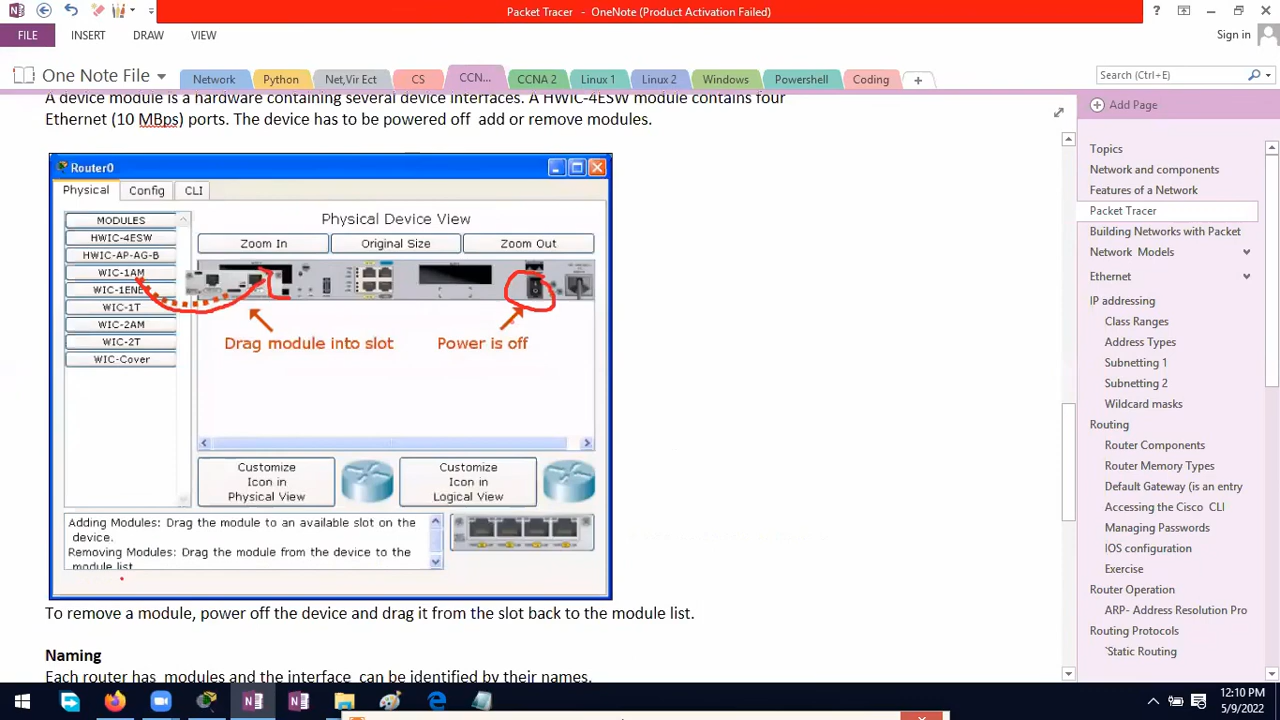 Packet Tracer - OneNote (Product Activation Failed)
?
FILE
INSERT
DRAW
VIEW
Sign in
One Note File
Network
Python
Net,Vir Ect
CS
CCN...
CCNA 2
Linux 1
Linux 2
Windows
Powershell
Coding
Search (Ctrl+E)
A device module is a hardware containing several device interfaces. A HWIC-4ESW module contains four
Ethernet (10 MBps) ports. The device has to be powered off add or remove modules.
Router0
Physical
Config
CLI
MODULES
HWIC-4ESW
HWIC-AP-AG-B
WIC-1AM
WIC-1ENE
WIC-1T
WIC-2AM
WIC-2T
WIC-Cover
Physical Device View
Zoom In
Original Size
Zoom Out
Drag module into slot
Power is off
Customize
Icon in
Physical View
Customize
Icon in
Logical View
Adding Modules: Drag the module to an available slot on the
device.
Removing Modules: Drag the module from the device to the
module list
To remove a module, power off the device and drag it from the slot back to the module list.
Naming
Each router has modules and the interface can be identified by their names.
Add Page
Topics
Network and components
Features of a Network
Packet Tracer
Building Networks with Packet
Network Models
Ethernet
IP addressing
Class Ranges
Address Types
Subnetting 1
Subnetting 2
Wildcard masks
Routing
Router Components
Router Memory Types
Default Gateway (is an entry
Accessing the Cisco CLI
Managing Passwords
IOS configuration
Exercise
Router Operation
ARP- Address Resolution Pro
Routing Protocols
`Static Routing
12:10 PM
5/9/2022